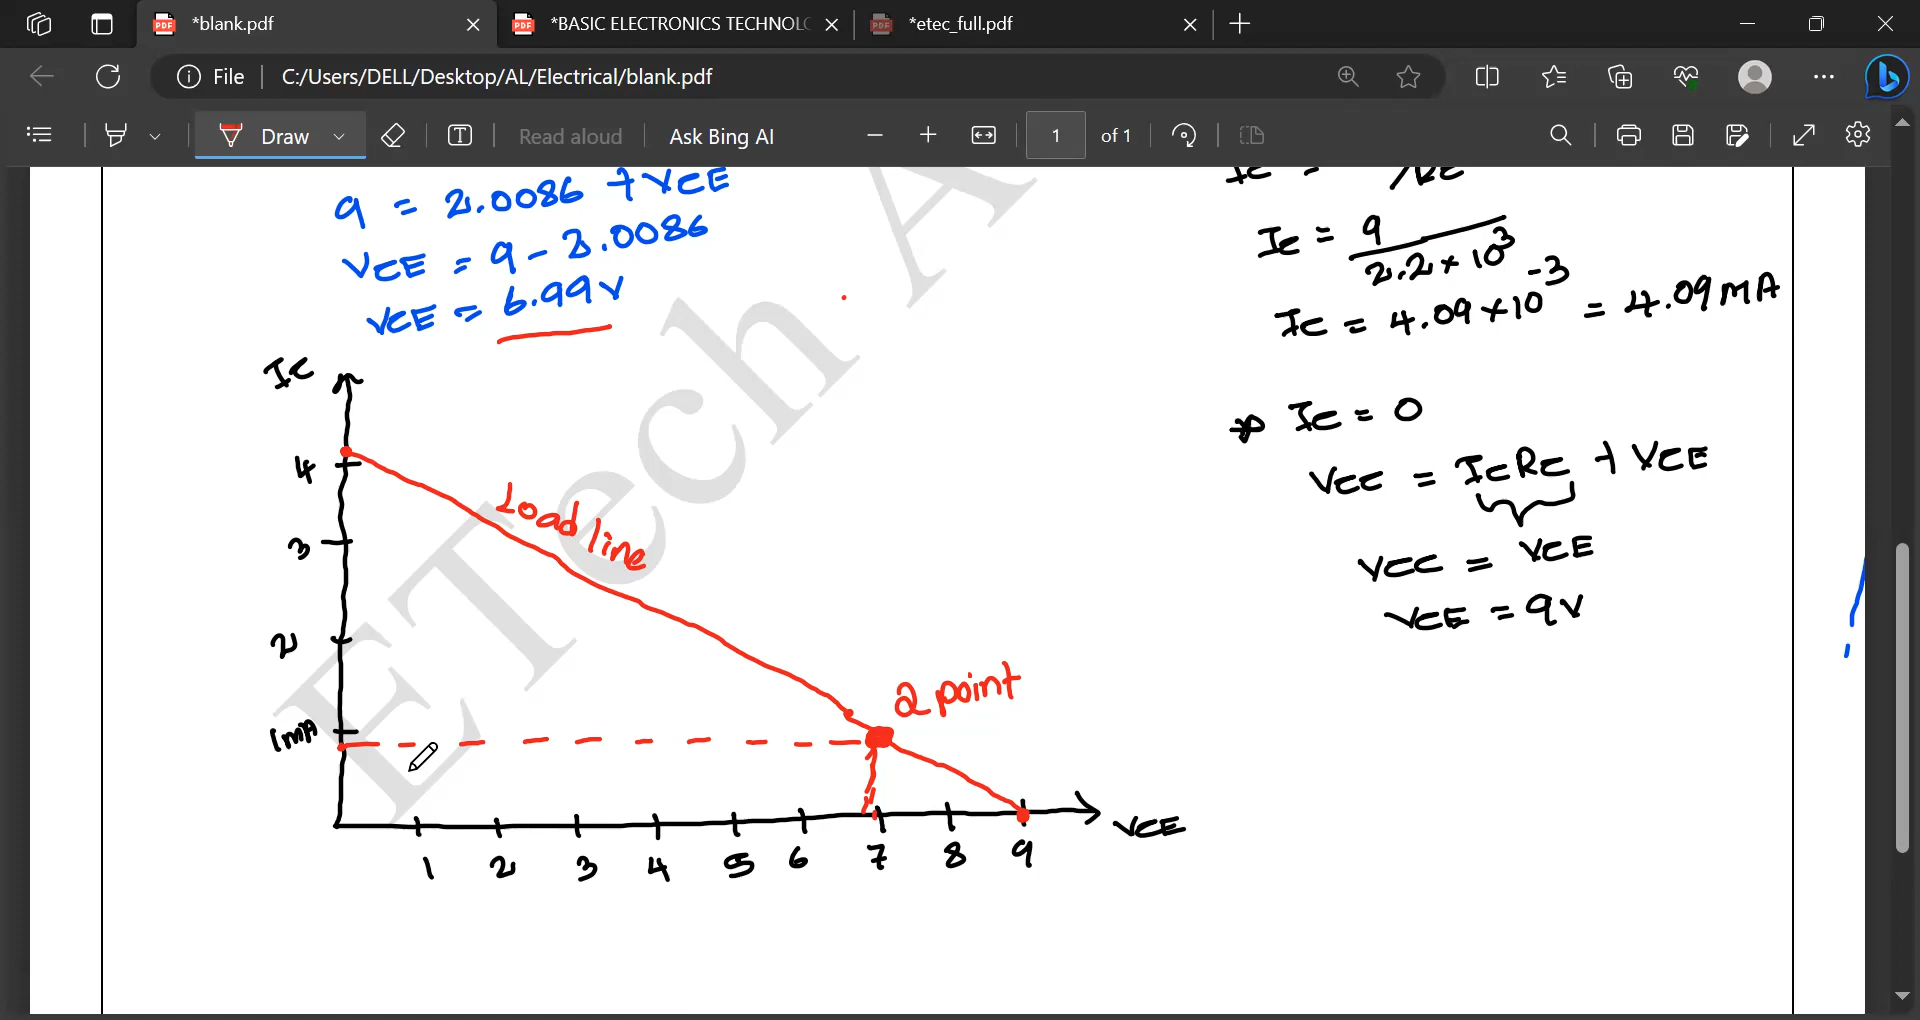 *blank.pdf
*BASIC ELECTRONICS TECHNOLO
*etec_full.pdf
File
C:/Users/DELL/Desktop/AL/Electrical/blank.pdf
Draw
Read aloud
Ask Bing AI
1
of 1
9 = 2.0086 + VCE
VCE = 9 - 2.0086
VCE = 6.99V
IC =
IC = 9
2.2 × 10³
IC = 4.09 × 10⁻³ = 4.09 MA
IC = 0
VCC = ICRC + VCE
VCC = VCE
VCE = 9V
IC
4
3
2
1mA
Load line
Q point
1 2 3 4 5 6 7 8 9
VCE
ETech A